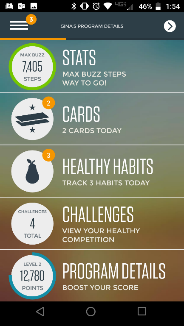 1:54
3
GINA'S PROGRAM DETAILS
MAX BUZZ
7,405
STEPS
STATS
MAX BUZZ STEPS
WAY TO GO!
2
CARDS
2 CARDS TODAY
3
HEALTHY HABITS
TRACK 3 HABITS TODAY
CHALLENGES
4
TOTAL
CHALLENGES
VIEW YOUR HEALTHY
COMPETITION
LEVEL 2
12,780
POINTS
PROGRAM DETAILS
BOOST YOUR SCORE